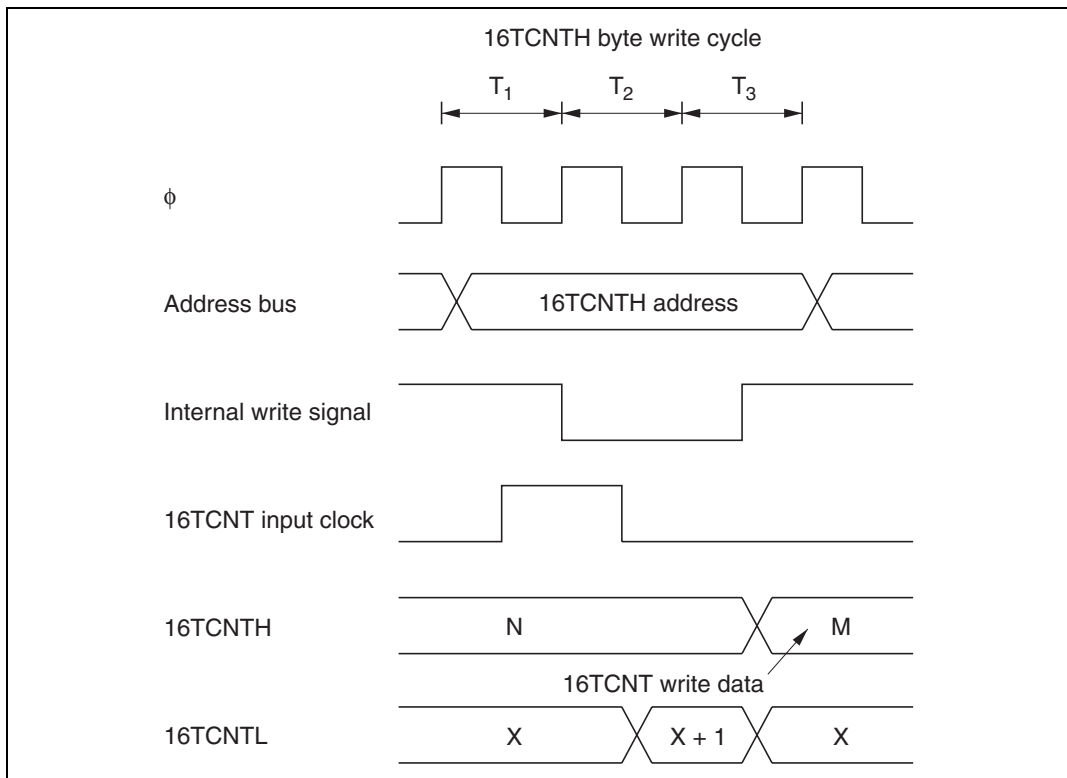 16TCNTH byte write cycle
T1 T2 T3
φ
Address bus 16TCNTH address
Internal write signal
16TCNT input clock
16TCNTH N M
16TCNT write data
16TCNTL X X + 1 X